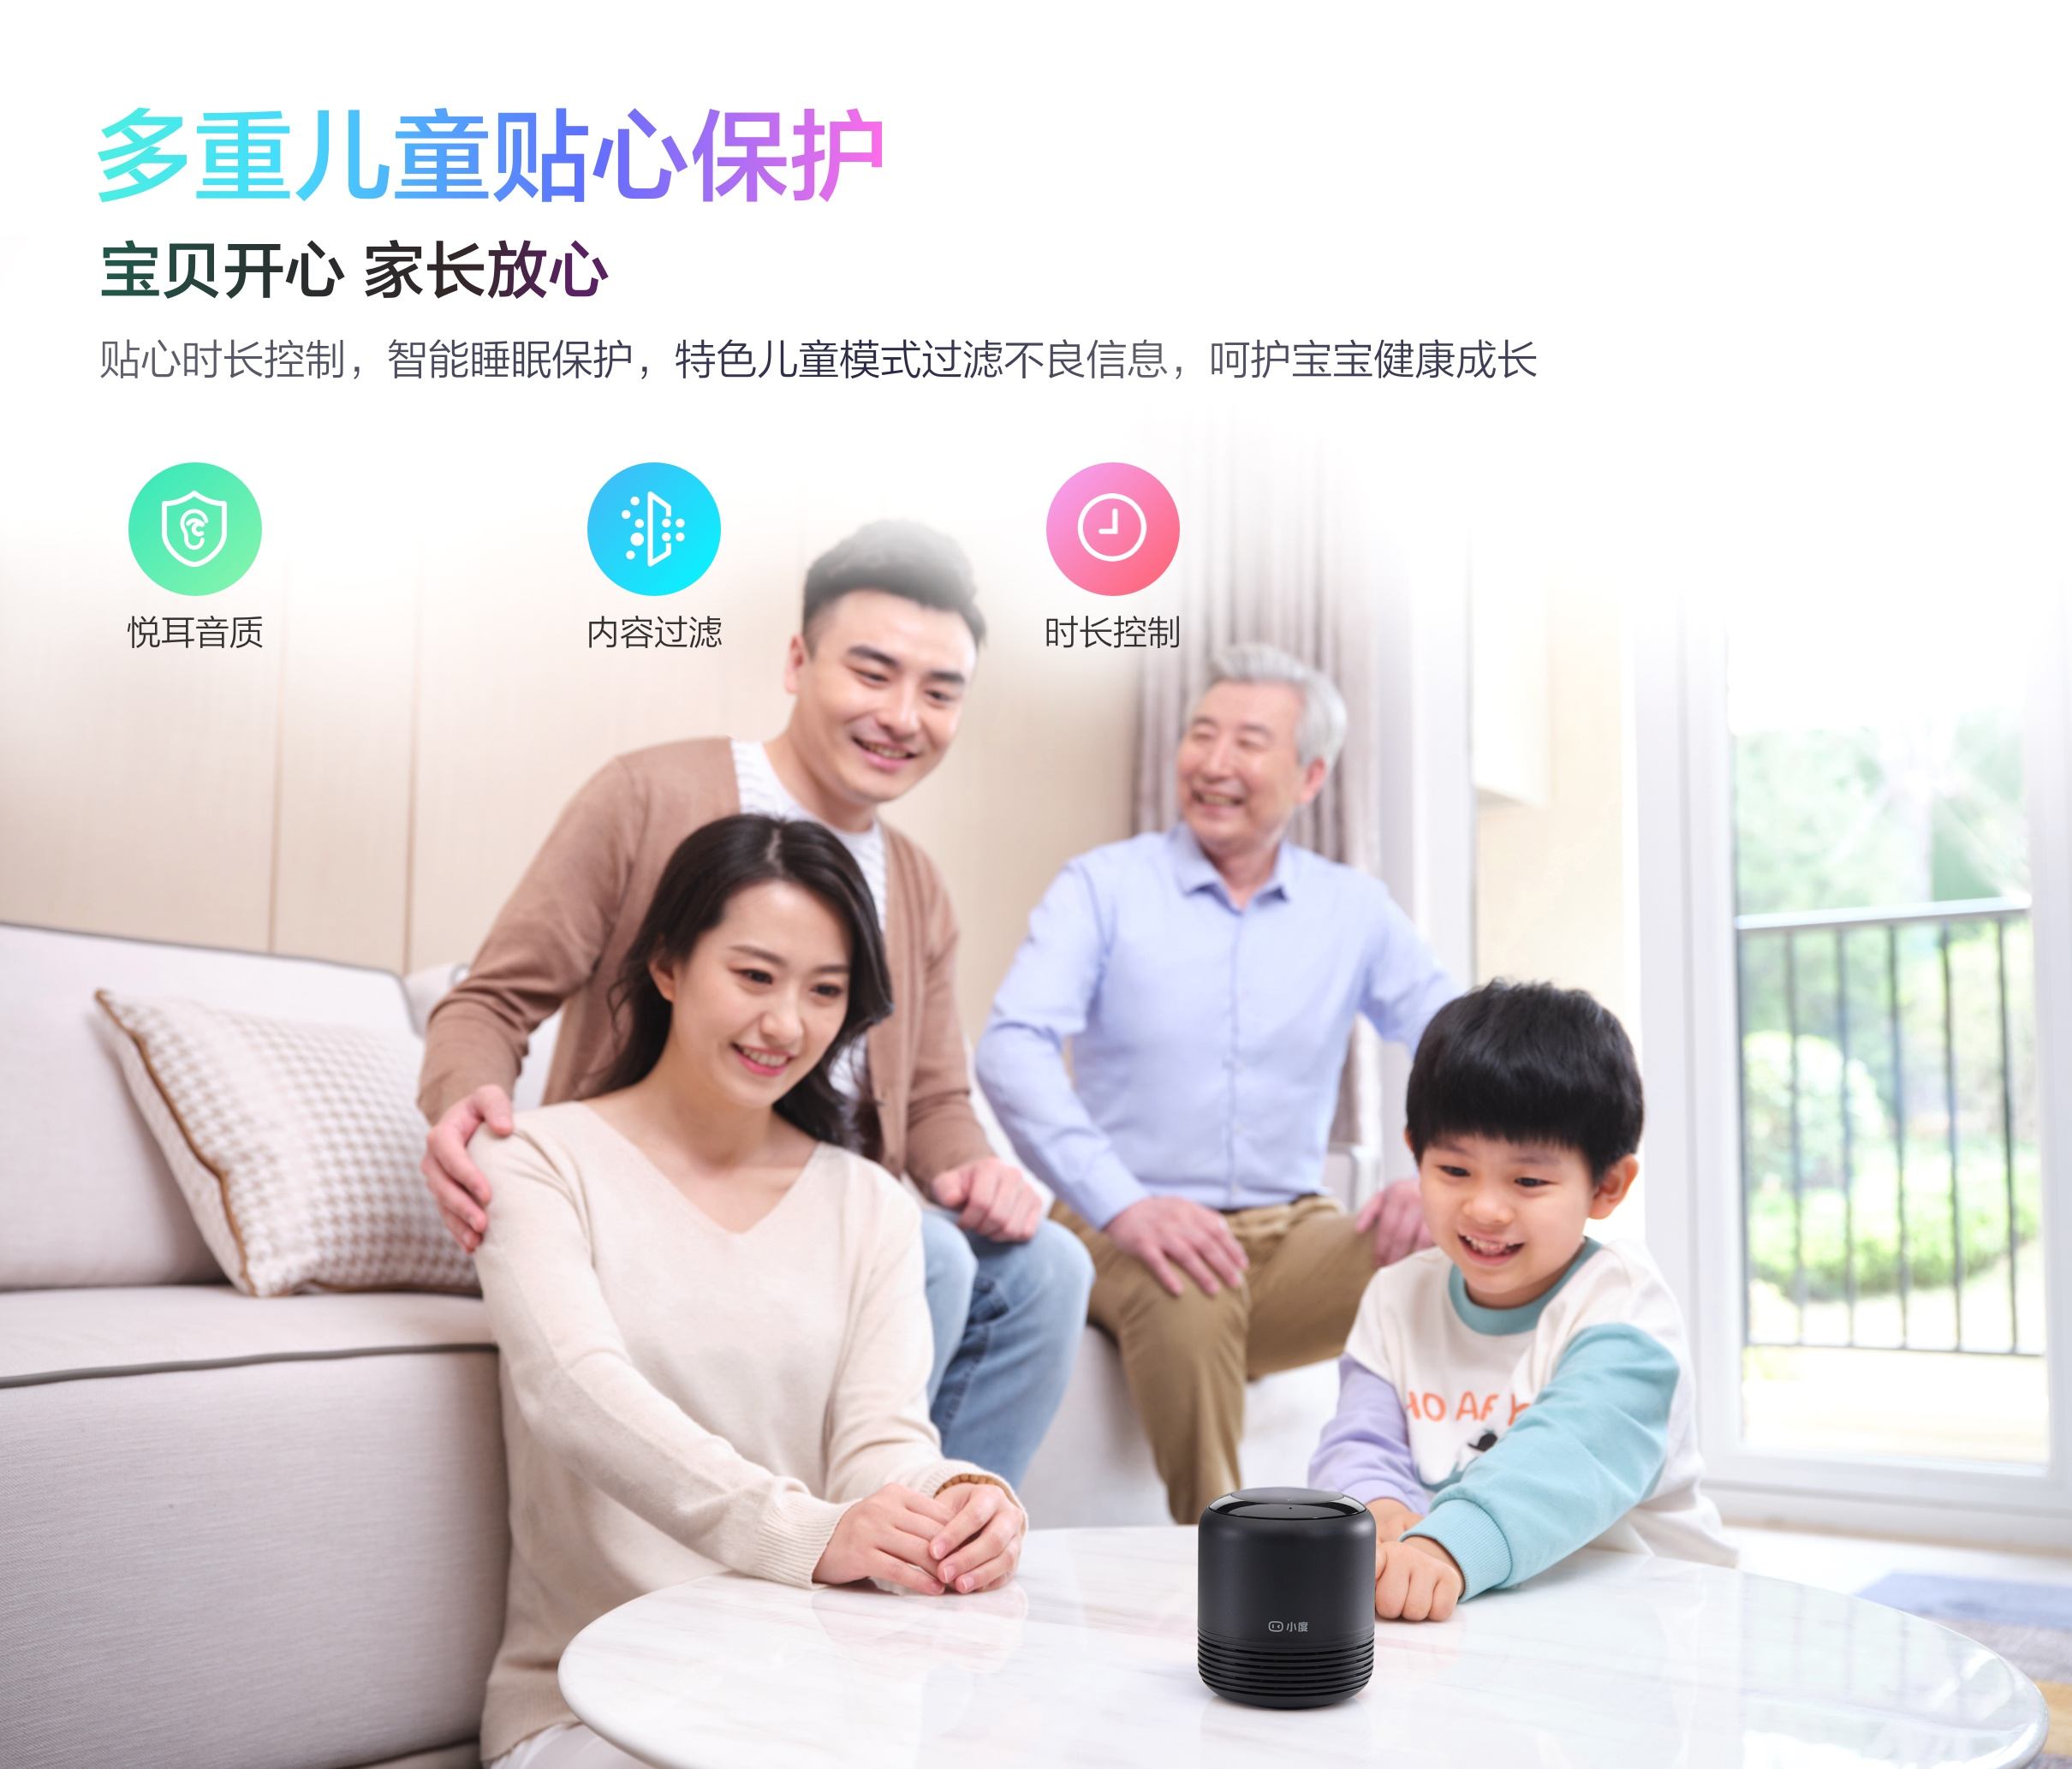 多重儿童贴心保护
宝贝开心 家长放心
贴心时长控制，智能睡眠保护，特色儿童模式过滤不良信息，呵护宝宝健康成长
悦耳音质
内容过滤
时长控制
小度